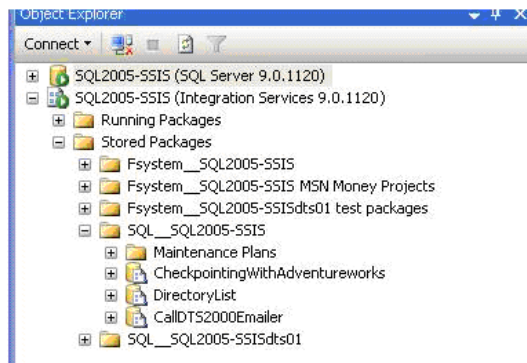 Object Explorer
Connect
SQL2005-SSIS (SQL Server 9.0.1120)
SQL2005-SSIS (Integration Services 9.0.1120)
Running Packages
Stored Packages
Fsystem__SQL2005-SSIS
Fsystem__SQL2005-SSIS MSN Money Projects
Fsystem__SQL2005-SSISdts01 test packages
SQL__SQL2005-SSIS
Maintenance Plans
CheckpointingWithAdventureworks
DirectoryList
CallDTS2000Emailer
SQL__SQL2005-SSISdts01